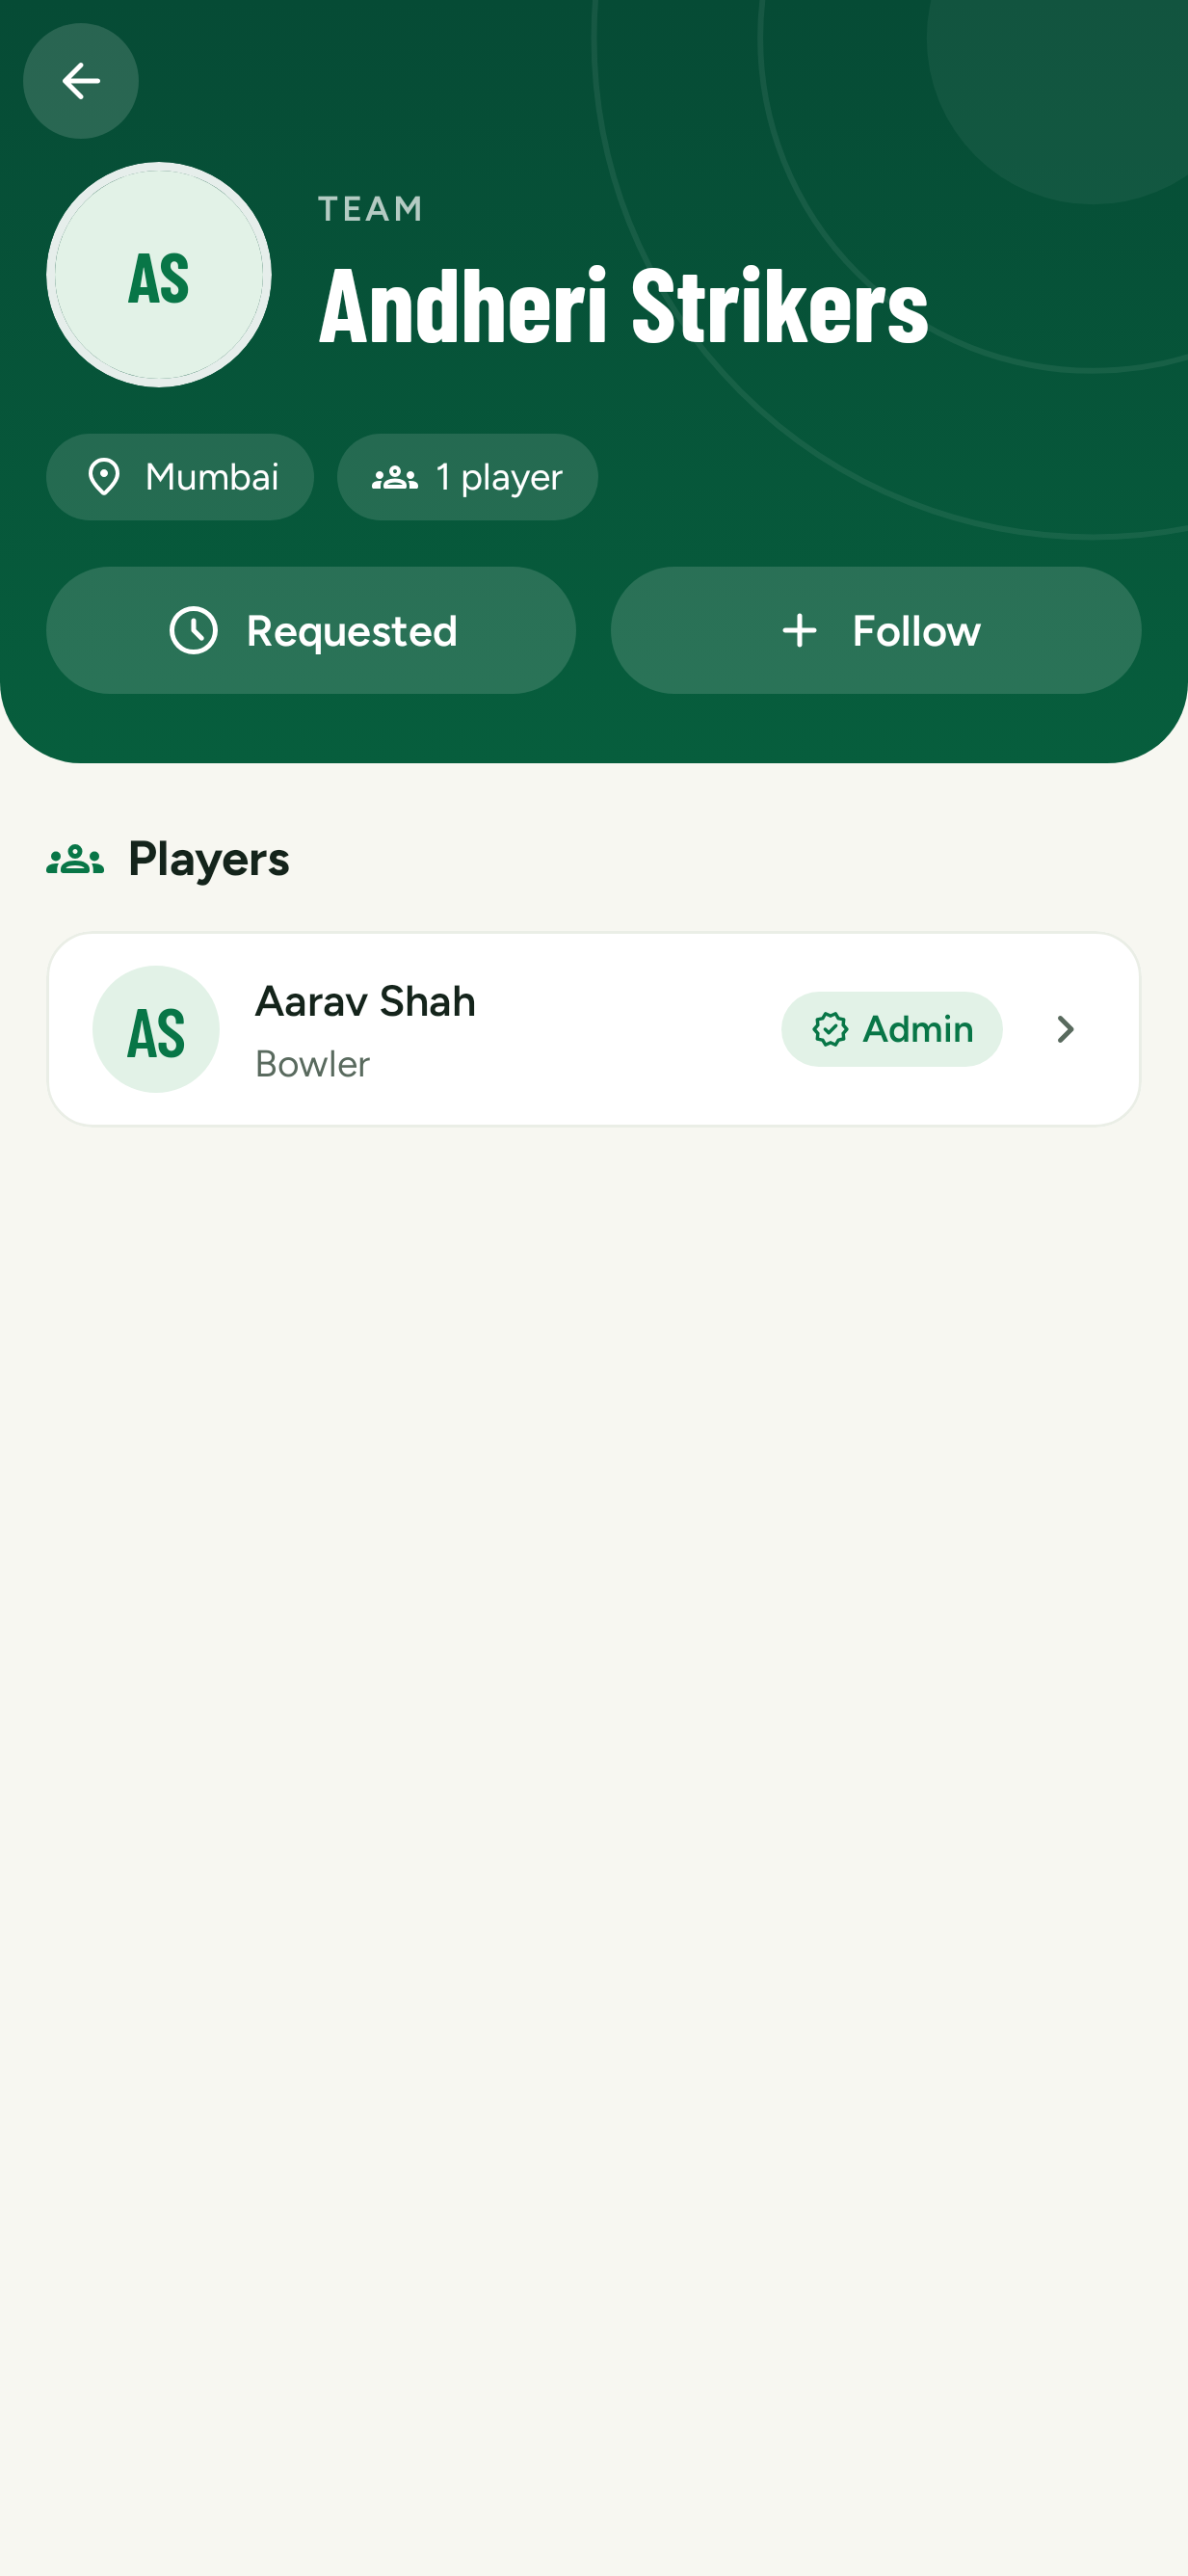 TEAM
AS
Andheri Strikers
Mumbai
1 player
Requested
Follow
Players
AS
Aarav Shah
Bowler
Admin